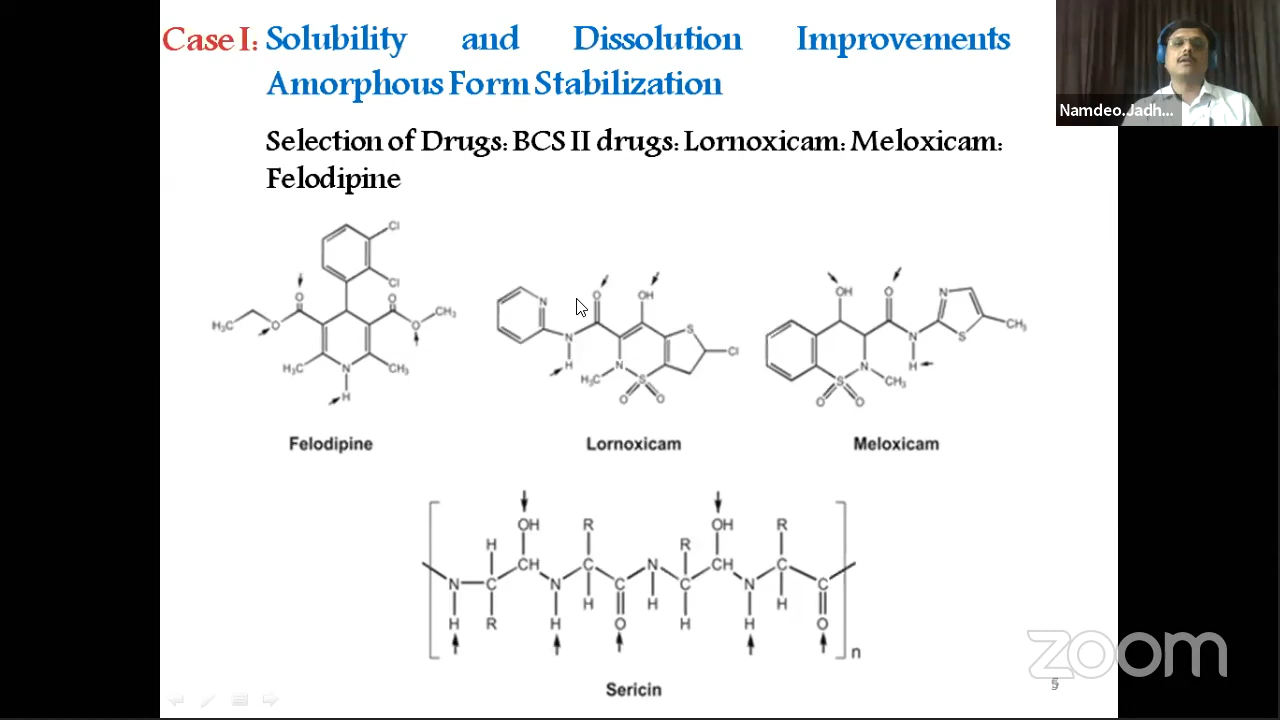 Case I: Solubility and Dissolution Improvements
Amorphous Form Stabilization
Selection of Drugs: BCS II drugs: Lornoxicam: Meloxicam:
Felodipine
Namdeo.Jadh...
Cl
Cl
O
O
H₃C
O
O
CH₃
H₃C
N
CH₃
H
Felodipine
N
O
OH
S
N
H
N
Cl
H₃C
S
O
O
Lornoxicam
OH
O
N
N
S
CH₃
H
N
S
CH₃
O
O
Meloxicam
OH
R
OH
R
H
R
CH
C
N
CH
C
N
C
N
C
C
N
C
H
H
H
H
R
H
O
H
H
O
n
Sericin
zoom
5